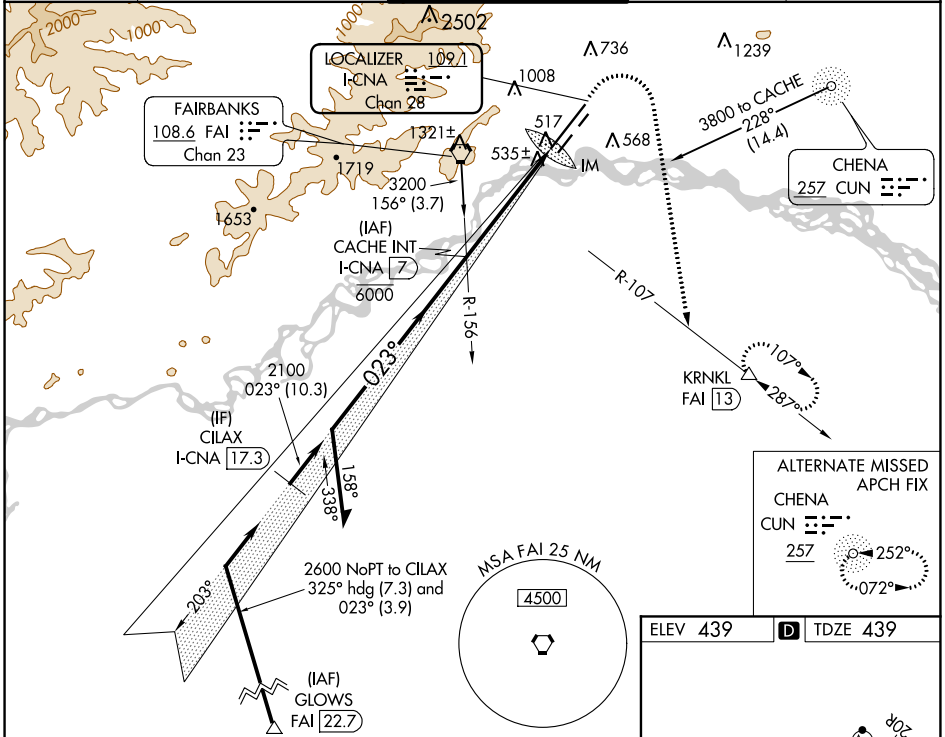 2000
1000
2502
736
1239
LOCALIZER 109.1
I-CNA
Chan 28
1008
3800 to CACHE
228°
(14.4)
FAIRBANKS
108.6 FAI
Chan 23
1321±
517
535±
568
IM
CHENA
257 CUN
1719
3200
156° (3.7)
1653
(IAF)
CACHE INT
I-CNA 7
6000
R-156
R-107
023°
2100
023° (10.3)
KRNKL
FAI 13
107°
287°
(IF)
CILAX
I-CNA 17.3
158°
338°
ALTERNATE MISSED
APCH FIX
CHENA
CUN
257
252°
072°
203°
2600 NoPT to CILAX
325° hdg (7.3) and
023° (3.9)
MSA FAI 25 NM
4500
(IAF)
GLOWS
FAI 22.7
ELEV 439 D TDZE 439
20R